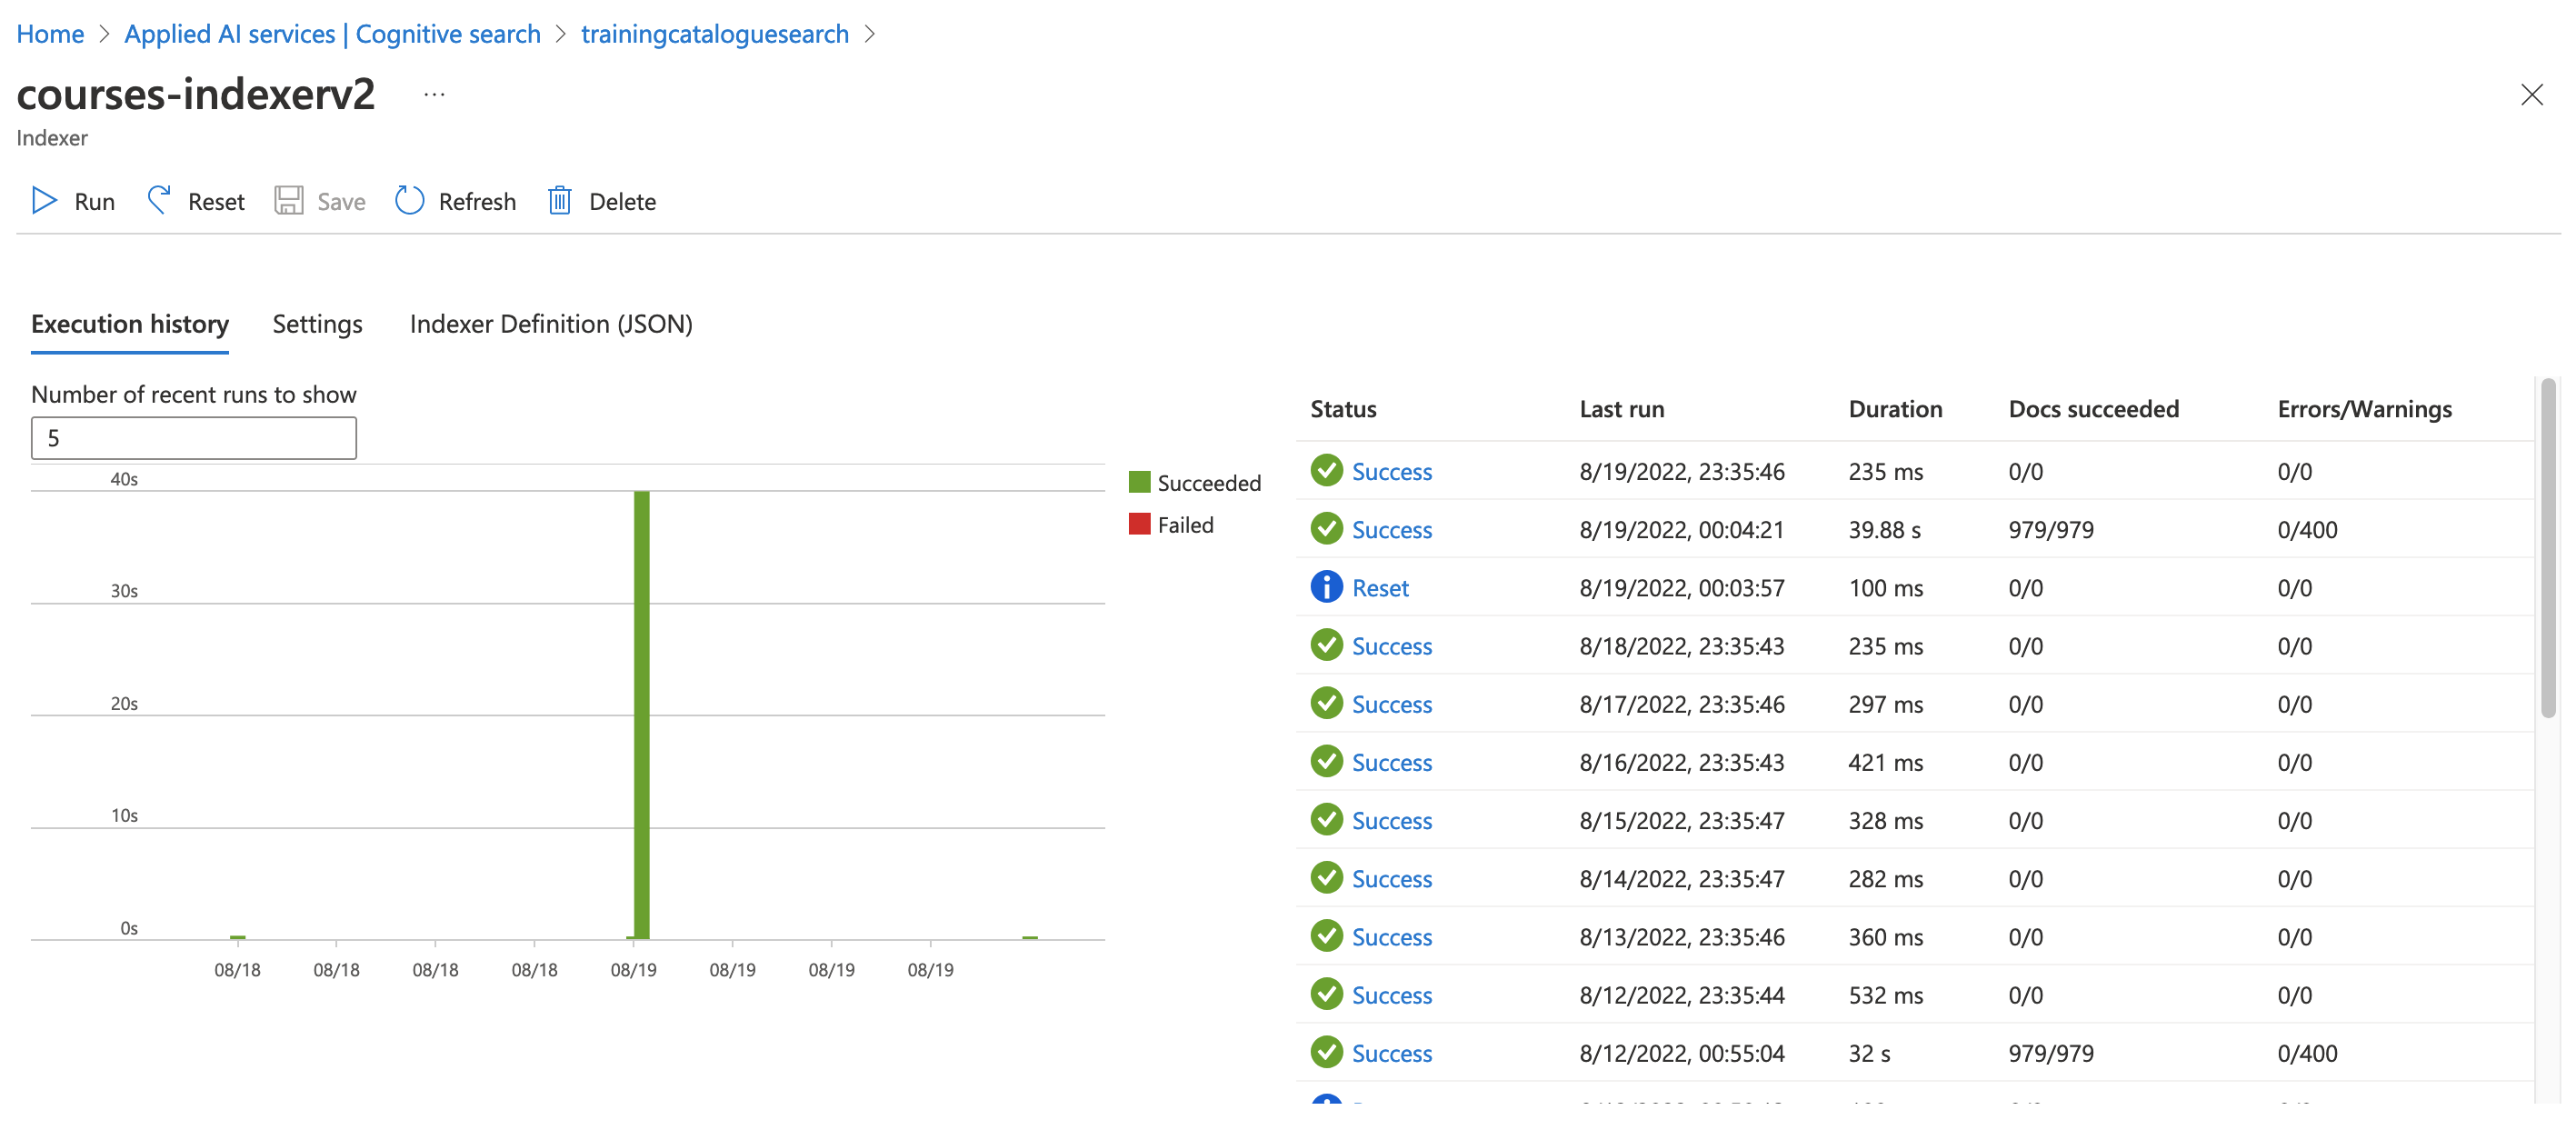 Home > Applied AI services | Cognitive search > trainingcataloguesearch >
courses-indexerv2 ...
Indexer
Run Reset Save Refresh Delete
Execution history Settings Indexer Definition (JSON)
Number of recent runs to show
5
40s
30s
20s
10s
0s
08/18 08/18 08/18 08/18 08/19 08/19 08/19 08/19
Succeeded
Failed
Status Last run Duration Docs succeeded Errors/Warnings
Success 8/19/2022, 23:35:46 235 ms 0/0 0/0
Success 8/19/2022, 00:04:21 39.88 s 979/979 0/400
Reset 8/19/2022, 00:03:57 100 ms 0/0 0/0
Success 8/18/2022, 23:35:43 235 ms 0/0 0/0
Success 8/17/2022, 23:35:46 297 ms 0/0 0/0
Success 8/16/2022, 23:35:43 421 ms 0/0 0/0
Success 8/15/2022, 23:35:47 328 ms 0/0 0/0
Success 8/14/2022, 23:35:47 282 ms 0/0 0/0
Success 8/13/2022, 23:35:46 360 ms 0/0 0/0
Success 8/12/2022, 23:35:44 532 ms 0/0 0/0
Success 8/12/2022, 00:55:04 32 s 979/979 0/400